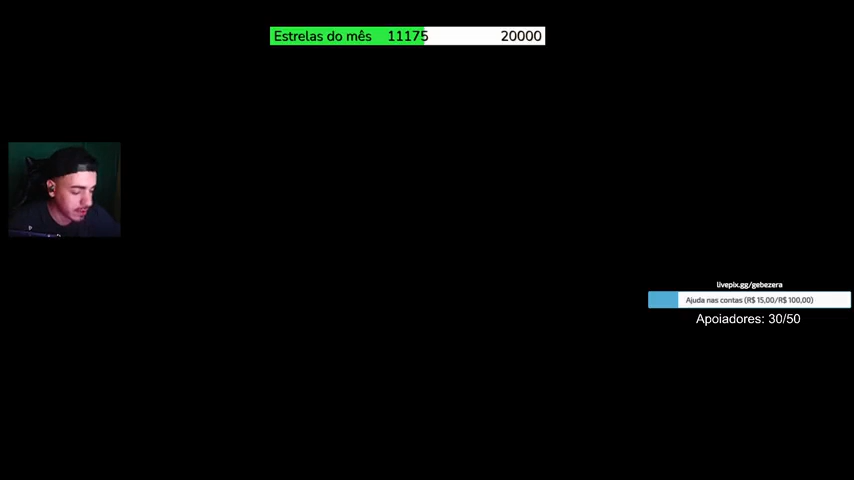 Estrelas do mês 11175 20000
livepix.gg/gebezera
Ajuda nas contas (R$ 15,00/R$ 100,00)
Apoiadores: 30/50